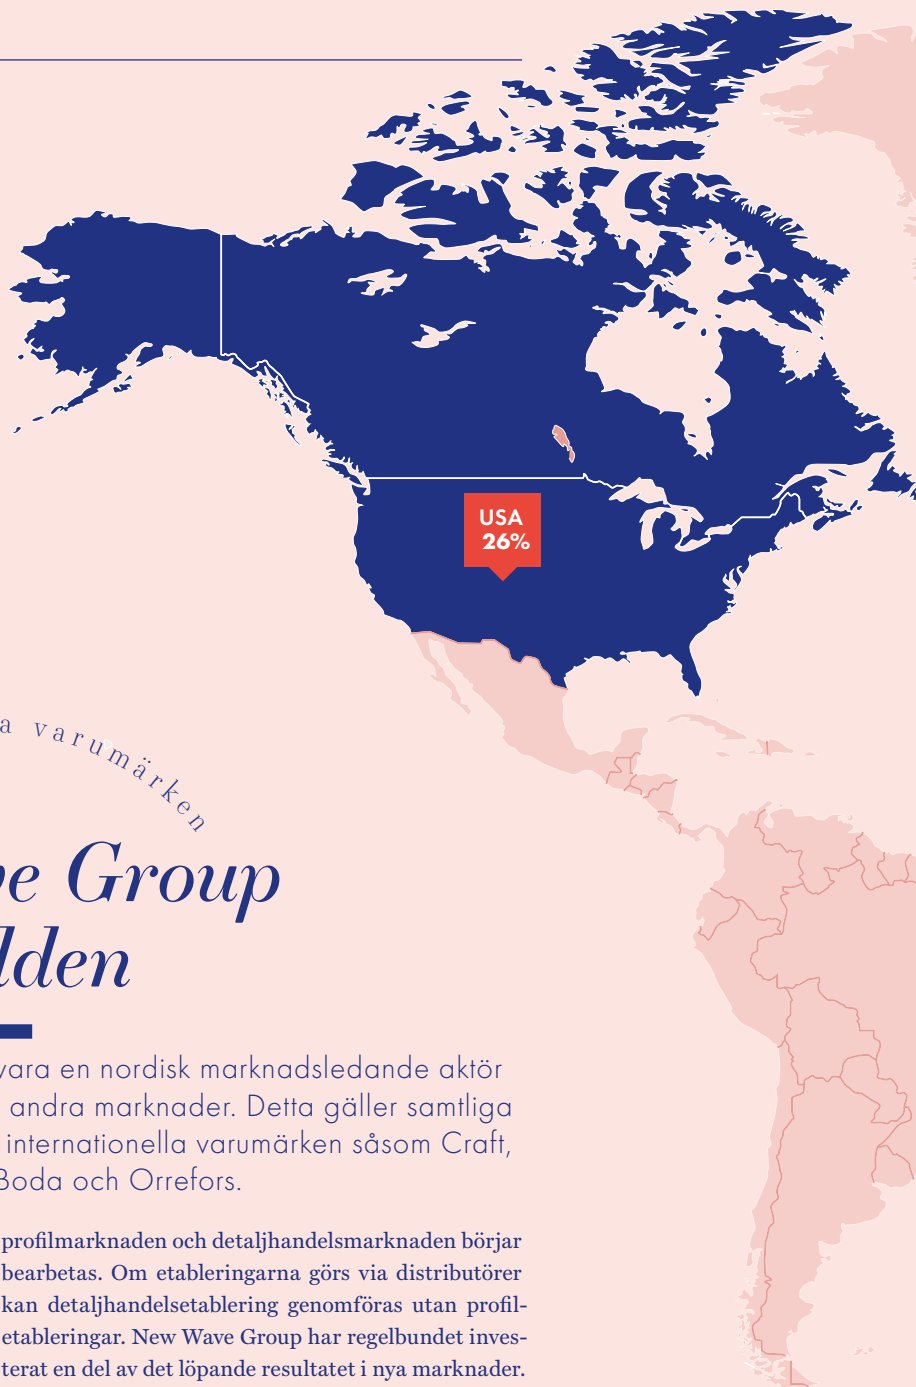 USA
26%
a varumärken
ve Group
lden
vara en nordisk marknadsledande aktör
andra marknader. Detta gäller samtliga
internationella varumärken såsom Craft,
Boda och Orrefors.
profilmarknaden och detaljhandelsmarknaden börjar
bearbetas. Om etableringarna görs via distributörer
kan detaljhandelsetablering genomföras utan profil-
etableringar. New Wave Group har regelbundet inves-
terat en del av det löpande resultatet i nya marknader.